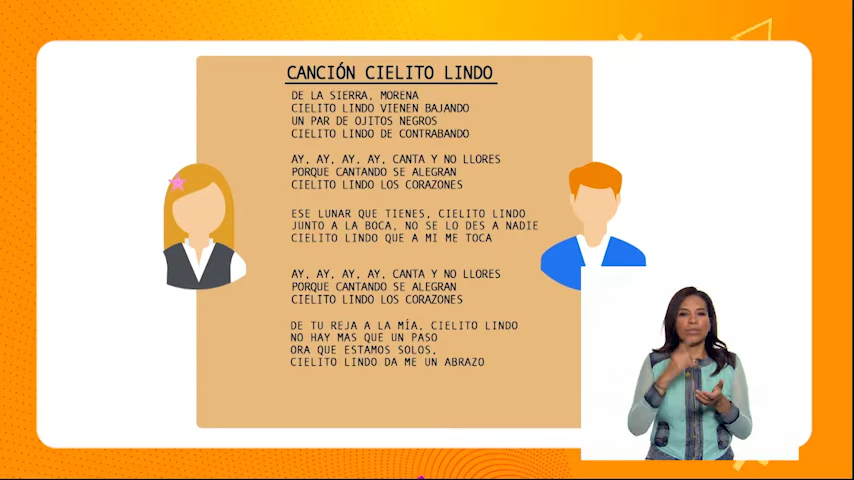 CANCIÓN CIELITO LINDO
DE LA SIERRA, MORENA
CIELITO LINDO VIENEN BAJANDO
UN PAR DE OJITOS NEGROS
CIELITO LINDO DE CONTRABANDO
AY, AY, AY, AY, CANTA Y NO LLORES
PORQUE CANTANDO SE ALEGRAN
CIELITO LINDO LOS CORAZONES
ESE LUNAR QUE TIENES, CIELITO LINDO
JUNTO A LA BOCA, NO SE LO DES A NADIE
CIELITO LINDO QUE A MI ME TOCA
AY, AY, AY, AY, CANTA Y NO LLORES
PORQUE CANTANDO SE ALEGRAN
CIELITO LINDO LOS CORAZONES
DE TU REJA A LA MÍA, CIELITO LINDO
NO HAY MAS QUE UN PASO
ORA QUE ESTAMOS SOLOS,
CIELITO LINDO DA ME UN ABRAZO